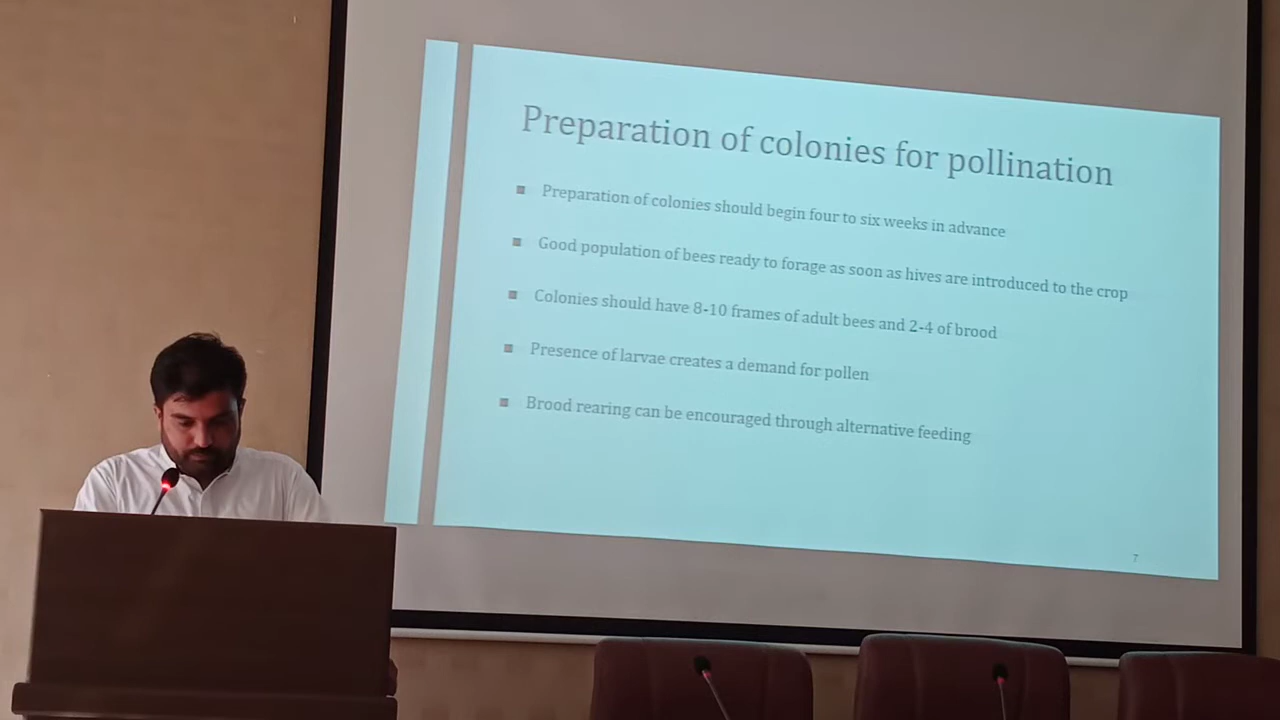 Preparation of colonies for pollination
▪ Preparation of colonies should begin four to six weeks in advance
▪ Good population of bees ready to forage as soon as hives are introduced to the crop
▪ Colonies should have 8-10 frames of adult bees and 2-4 of brood
▪ Presence of larvae creates a demand for pollen
▪ Brood rearing can be encouraged through alternative feeding
7